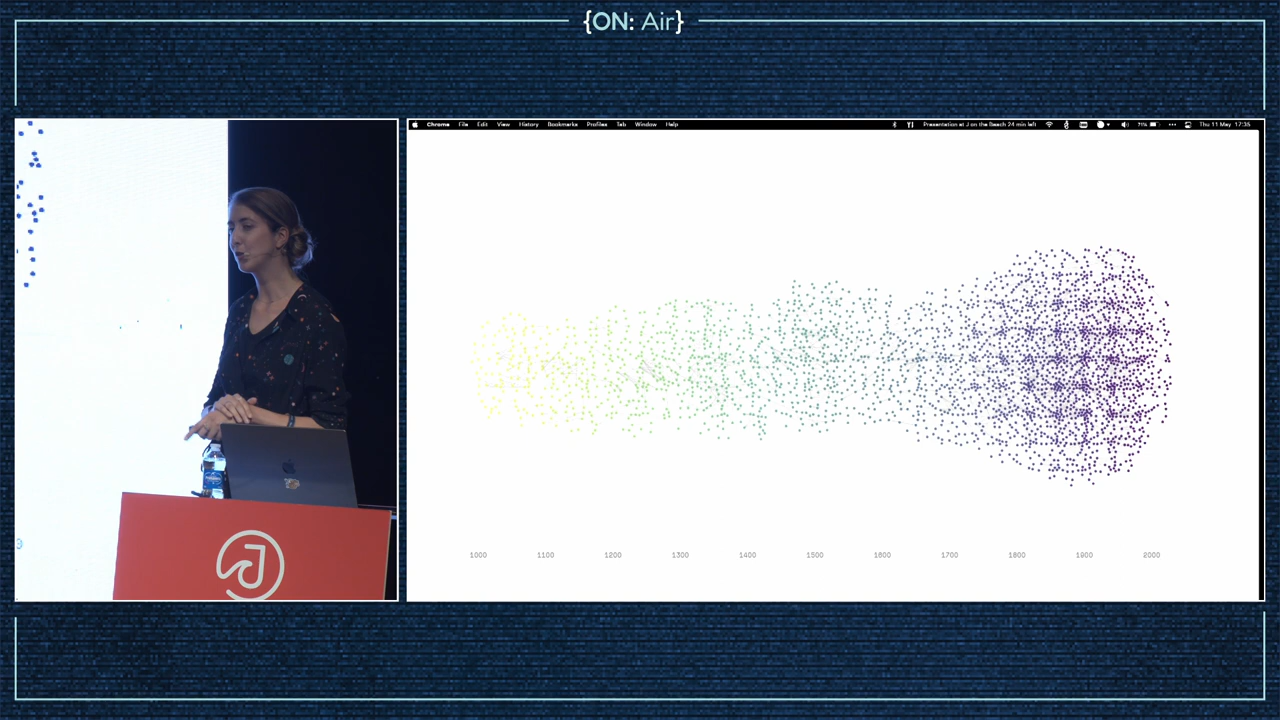 {ON: Air}
Chrome File Edit View History Bookmarks Profiles Tab Window Help
Presentation at J on the Beach 24 min left 71% Thu 11 May 17:35
1000 1100 1200 1300 1400 1500 1600 1700 1800 1900 2000
J